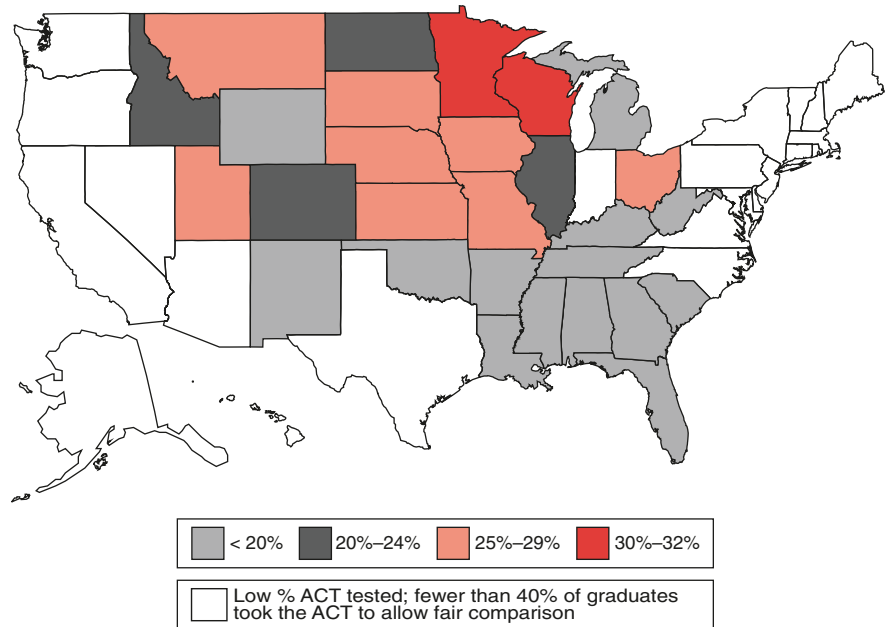 < 20% 20%–24% 25%–29% 30%–32%
Low % ACT tested; fewer than 40% of graduates
took the ACT to allow fair comparison